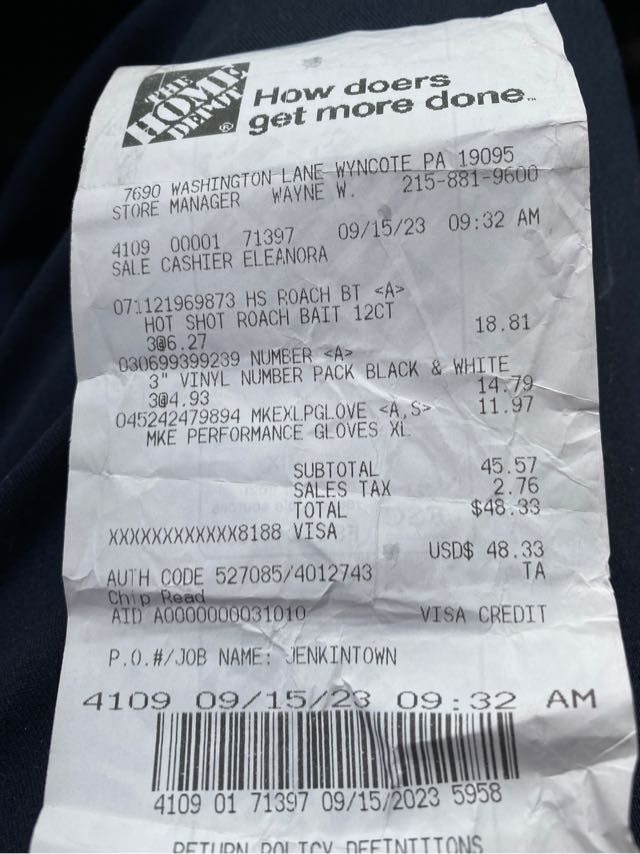 THE
HOME
DEPOT
How doers
get more done™
7690 WASHINGTON LANE WYNCOTE PA 19095
STORE MANAGER WAYNE W. 215-881-9600
4109 00001 71397 09/15/23 09:32 AM
SALE CASHIER ELEANORA
071121969873 HS ROACH BT <A>
HOT SHOT ROACH BAIT 12CT
3@6.27 18.81
030699399239 NUMBER <A>
3" VINYL NUMBER PACK BLACK & WHITE
3@4.93 14.79
045242479894 MKEXLPGLOVE <A,S> 11.97
MKE PERFORMANCE GLOVES XL
SUBTOTAL 45.57
SALES TAX 2.76
TOTAL $48.33
XXXXXXXXXXXX8188 VISA
USD$ 48.33
AUTH CODE 527085/4012743 TA
Chip Read
AID A0000000031010 VISA CREDIT
P.O.#/JOB NAME: JENKINTOWN
4109 09/15/23 09:32 AM
4109 01 71397 09/15/2023 5958
RETURN POLICY DEFINITIONS